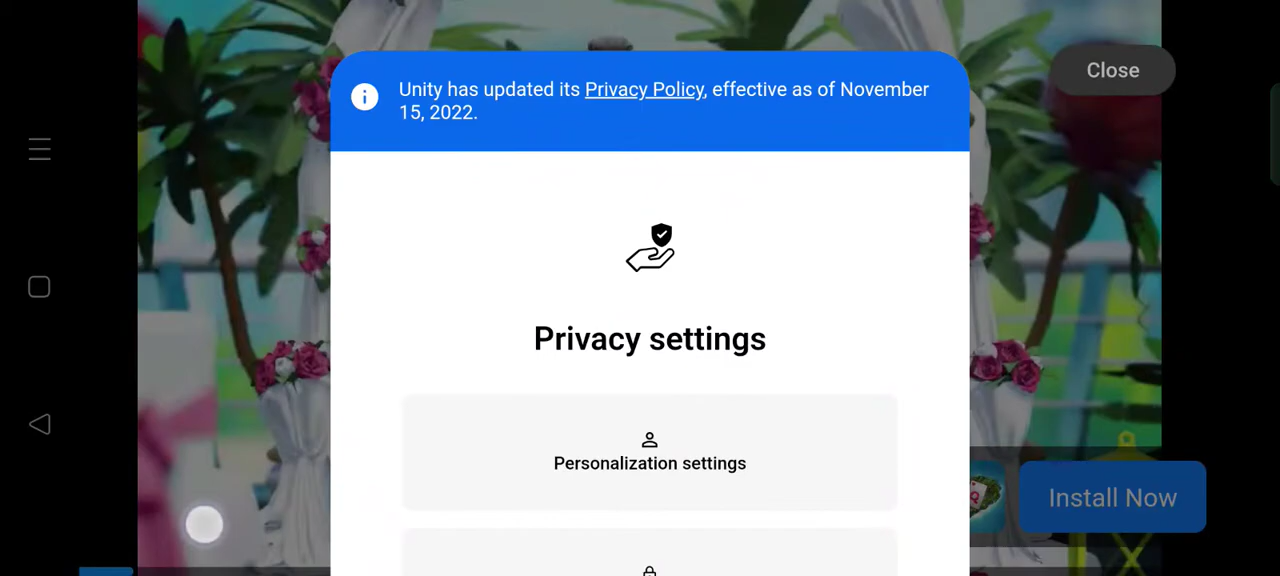 Unity has updated its Privacy Policy, effective as of November
15, 2022.
Close
Privacy settings
Personalization settings
Install Now